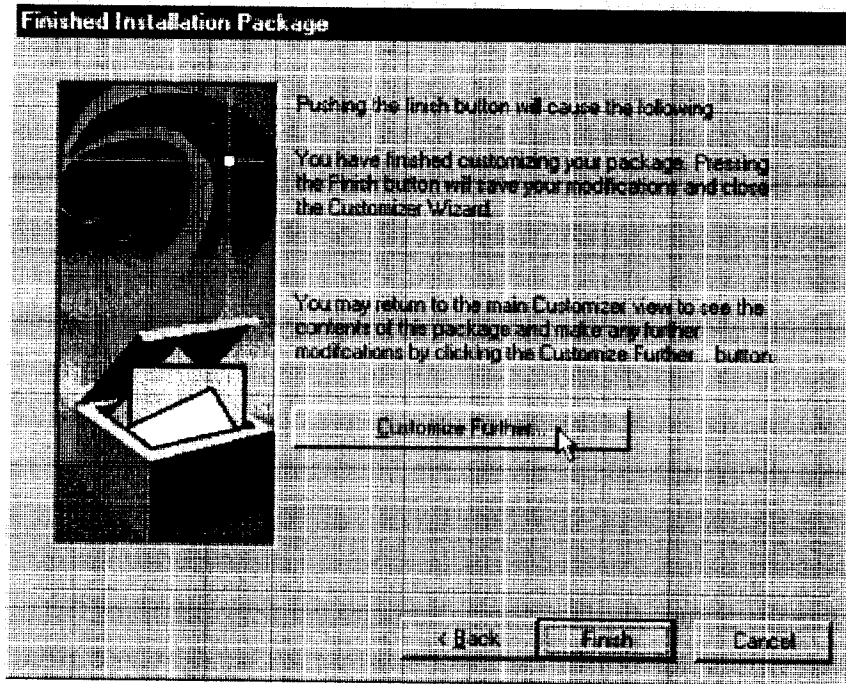 Finished Installation Package
Pushing the finish button will cause the following
You have finished customizing your package. Pressing
the Finish button will save your modifications and close
the Customizer Wizard.
You may return to the main Customizer view to see the
contents of this package and make any further
modifcations by clicking the Customize Further... button.
Customize Further...
< Back
Finish
Cancel